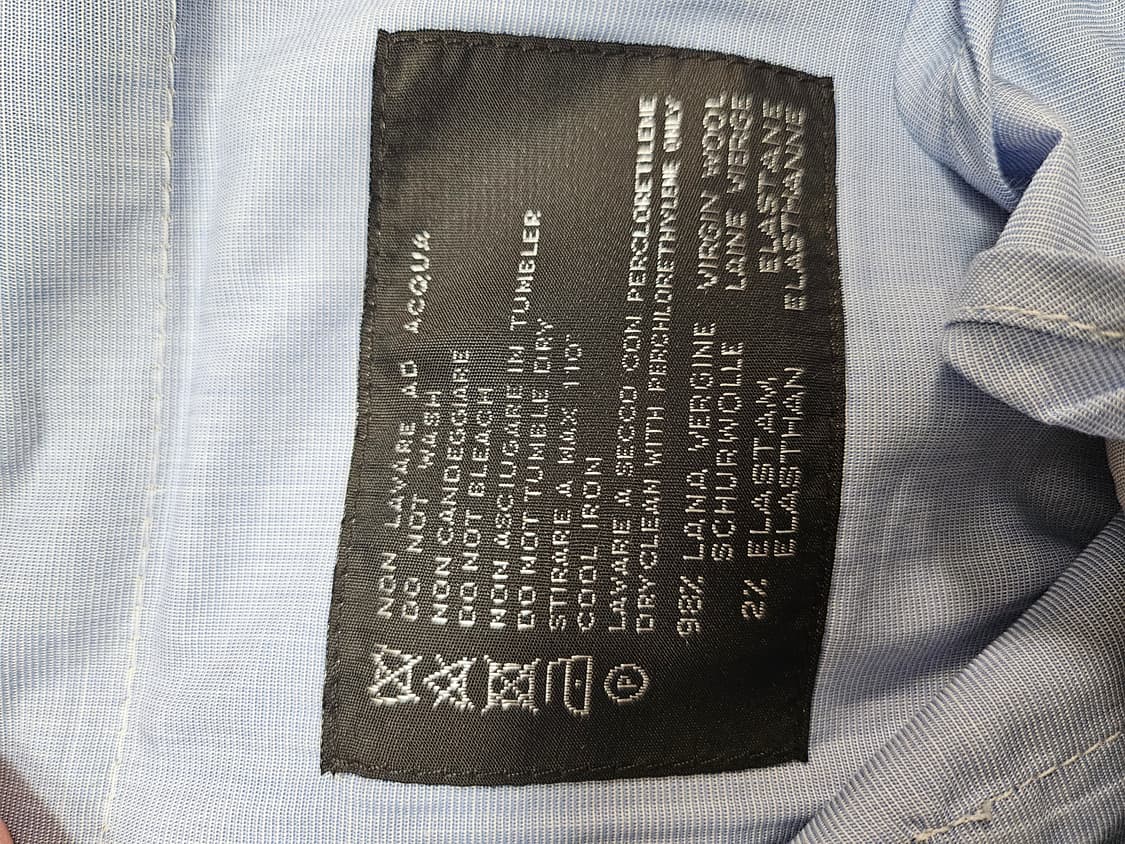 NON LAVARE AD ACQUA
DO NOT WASH
NON CANDEGGIARE
DO NOT BLEACH
NON ASCIUGARE IN TUMBLER
DO NOT TUMBLE DRY
STIRARE A MAX 110°
COOL IRON
LAVARE A SECCO CON PERCLORETILENE
DRY CLEAN WITH PERCHLORETHYLENE ONLY
P
98% LANA VERGINE VIRGIN WOOL
SCHURWOLLE LAINE VERGE
2% ELASTAM ELASTANE
ELASTHAN ELASTHANNE